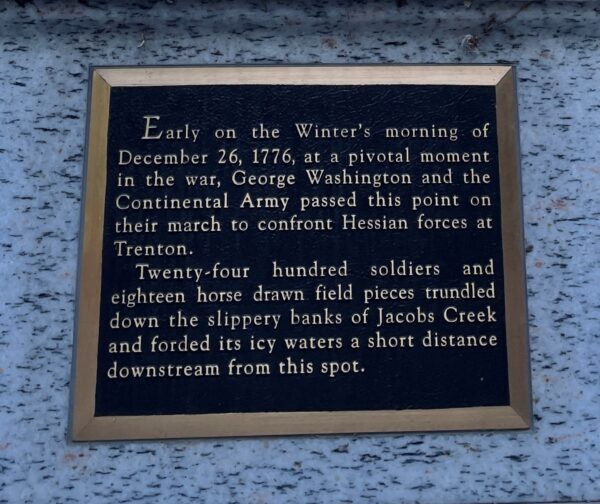 Early on the Winter's morning of
December 26, 1776, at a pivotal moment
in the war, George Washington and the
Continental Army passed this point on
their march to confront Hessian forces at
Trenton.
Twenty-four hundred soldiers and
eighteen horse drawn field pieces trundled
down the slippery banks of Jacobs Creek
and forded its icy waters a short distance
downstream from this spot.